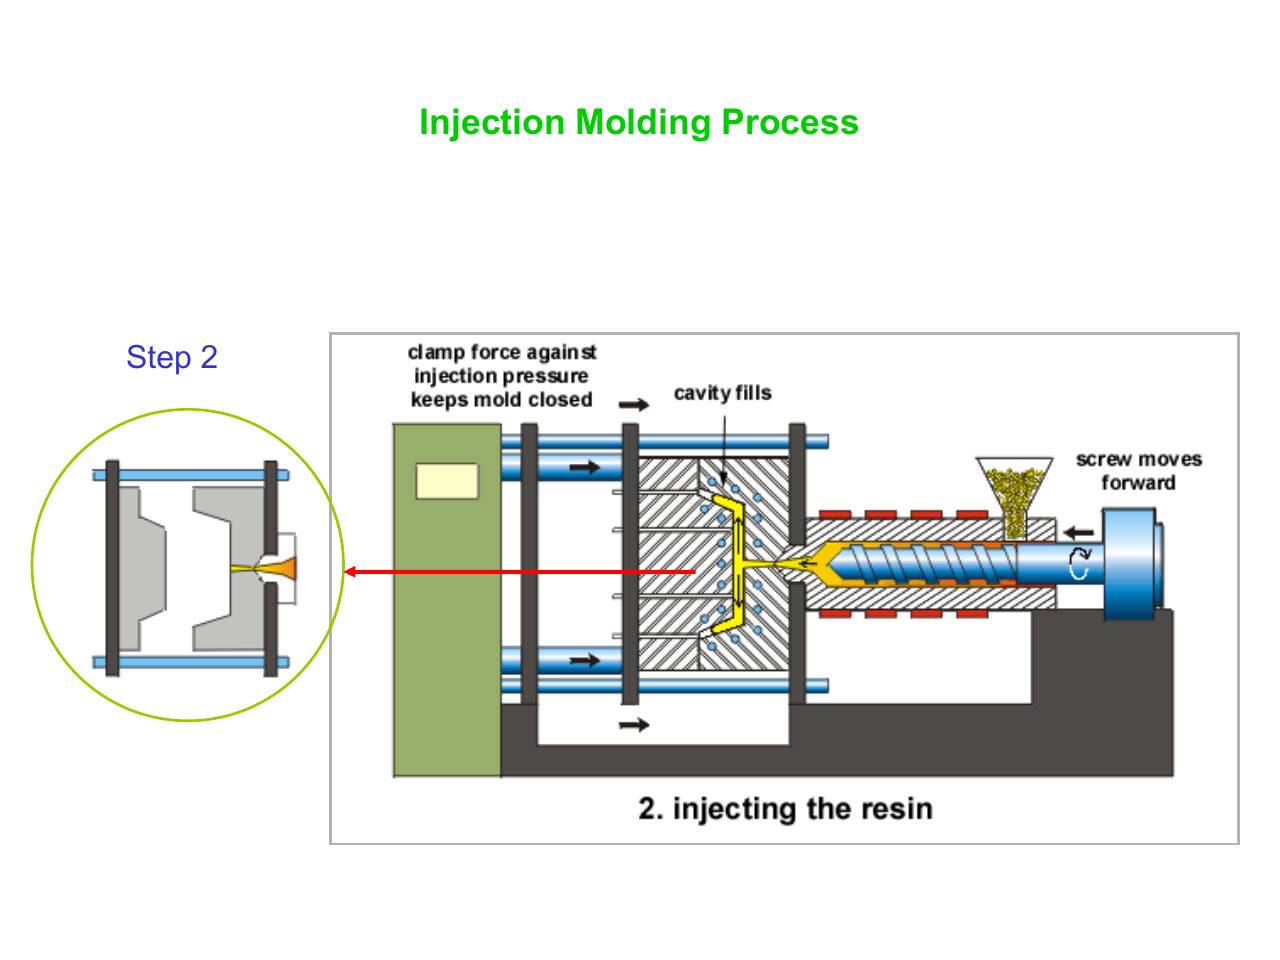 Injection Molding Process
Step 2
clamp force against
injection pressure
keeps mold closed
cavity fills
screw moves
forward
2. injecting the resin